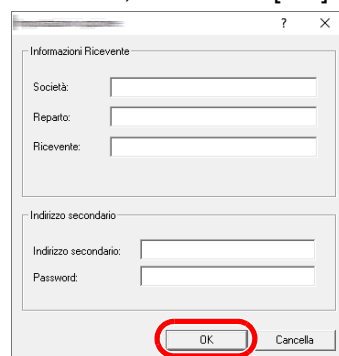 ? ×
Informazioni Ricevente
Società:
Reparto:
Ricevente:
Indirizzo secondario
Indirizzo secondario:
Password:
OK Cancella